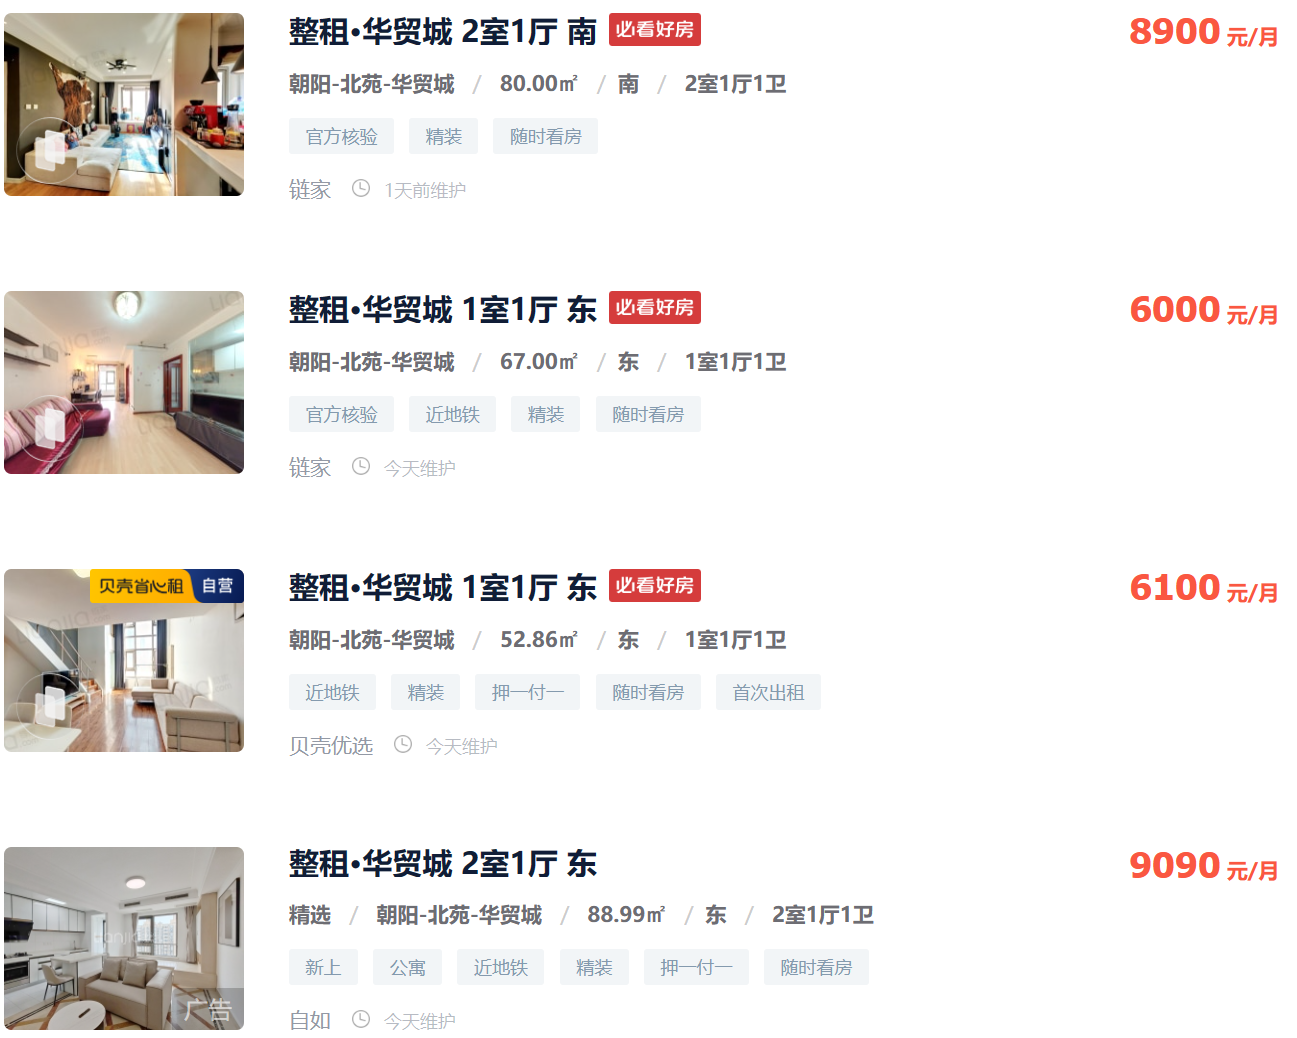 整租·华贸城 2室1厅 南 必看好房 8900 元/月
朝阳-北苑-华贸城 / 80.00㎡ / 南 / 2室1厅1卫
官方核验 精装 随时看房
链家 1天前维护
整租·华贸城 1室1厅 东 必看好房 6000 元/月
朝阳-北苑-华贸城 / 67.00㎡ / 东 / 1室1厅1卫
官方核验 近地铁 精装 随时看房
链家 今天维护
贝壳省心租 自营
整租·华贸城 1室1厅 东 必看好房 6100 元/月
朝阳-北苑-华贸城 / 52.86㎡ / 东 / 1室1厅1卫
近地铁 精装 押一付一 随时看房 首次出租
贝壳优选 今天维护
整租·华贸城 2室1厅 东 9090 元/月
精选 / 朝阳-北苑-华贸城 / 88.99㎡ / 东 / 2室1厅1卫
新上 公寓 近地铁 精装 押一付一 随时看房
广告
自如 今天维护